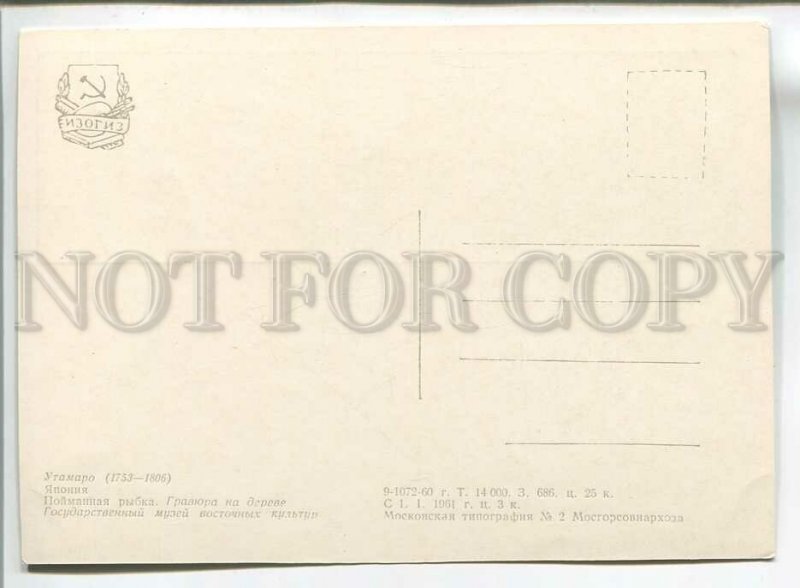 ИЗОГИЗ
NOT FOR COPY
Утамаро (1753—1806)
Япония
Пойманная рыбка. Гравюра на дереве
Государственный музей восточных культур
9-1072-60 г. Т. 14 000. З. 686. ц. 25 к.
С 1. 1. 1961 г. ц. 3 к.
Московская типография № 2 Мосгорсовнархоза